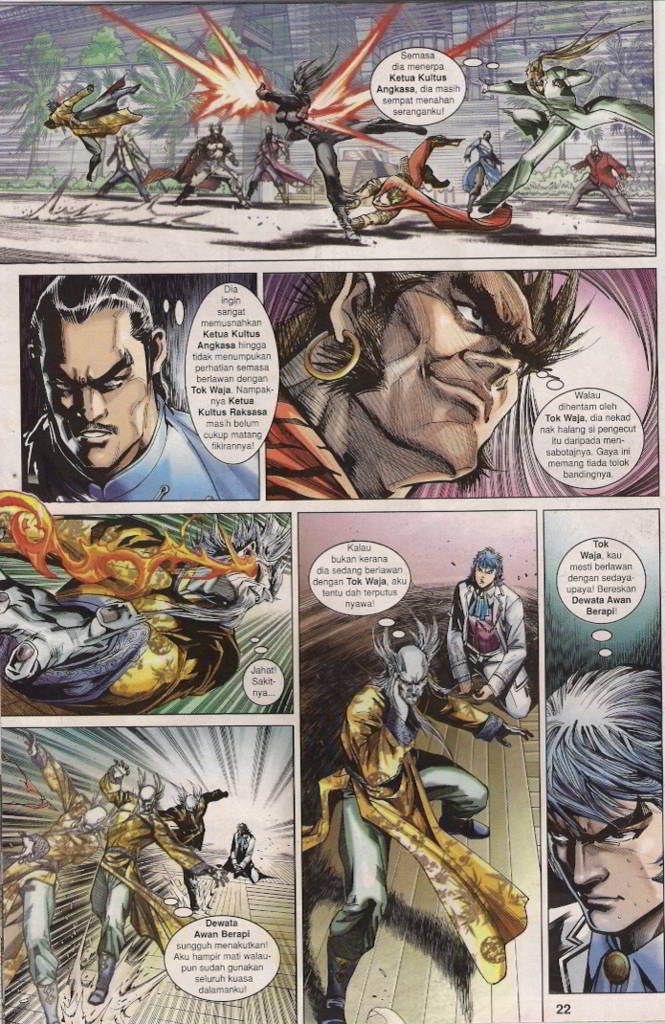 Semasa
dia menerpa
Ketua Kultus
Angkasa, dia masih
sempat menahan
seranganku!
Dia
ingin
sangat
memusnahkan
Ketua Kultus
Angkasa hingga
tidak menumpukan
perhatian semasa
berlawan dengan
Tok Waja. Nampak-
nya Ketua
Kultus Raksasa
masih belum
cukup matang
fikirannya!
Walau
dihentam oleh
Tok Waja, dia nekad
nak halang si pengecut
itu daripada men-
sabotajnya. Gaya ini
memang tiada tolok
bandingnya.
Jahat!
Sakit-
nya...
Kalau
bukan kerana
dia sedang berlawan
dengan Tok Waja, aku
tentu dah terputus
nyawa!
Tok
Waja, kau
mesti berlawan
dengan sedaya-
upaya! Bereskan
Dewata Awan
Berapi!
Dewata
Awan Berapi
sungguh menakutkan!
Aku hampir mati walau-
pun sudah gunakan
seluruh kuasa
dalamanku!
22